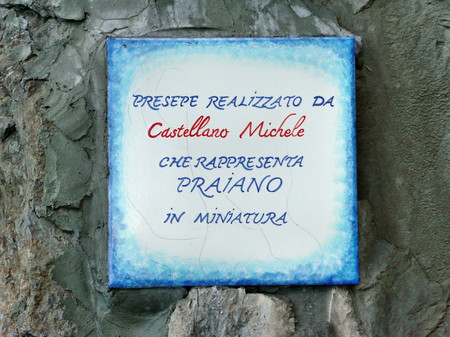 PRESEPE REALIZZATO DA
Castellano Michele
CHE RAPPRESENTA
PRAIANO
IN MINIATURA